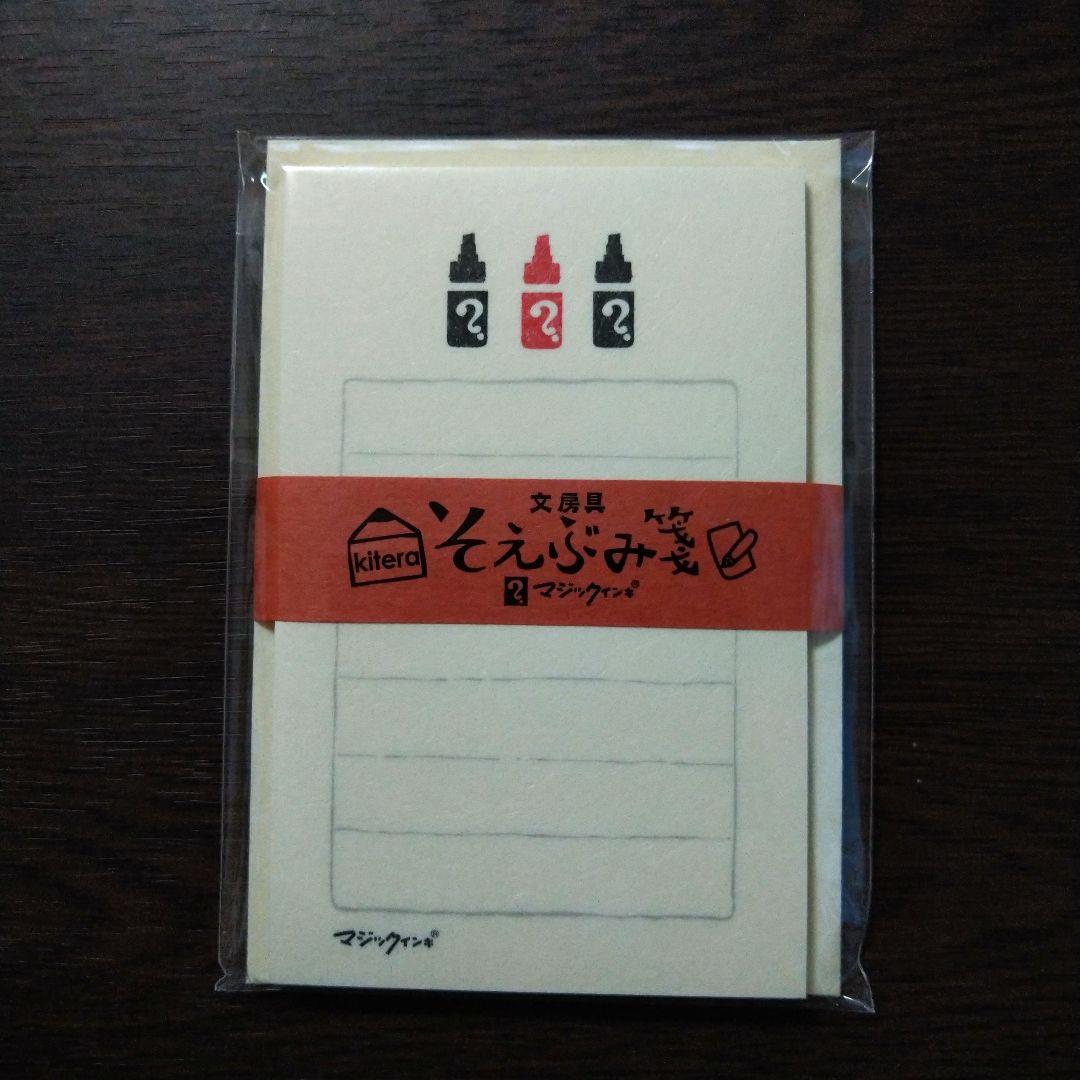 ? ? ?
文房具
kitera そえぶみ箋
? マジックインキ®
マジックインキ®